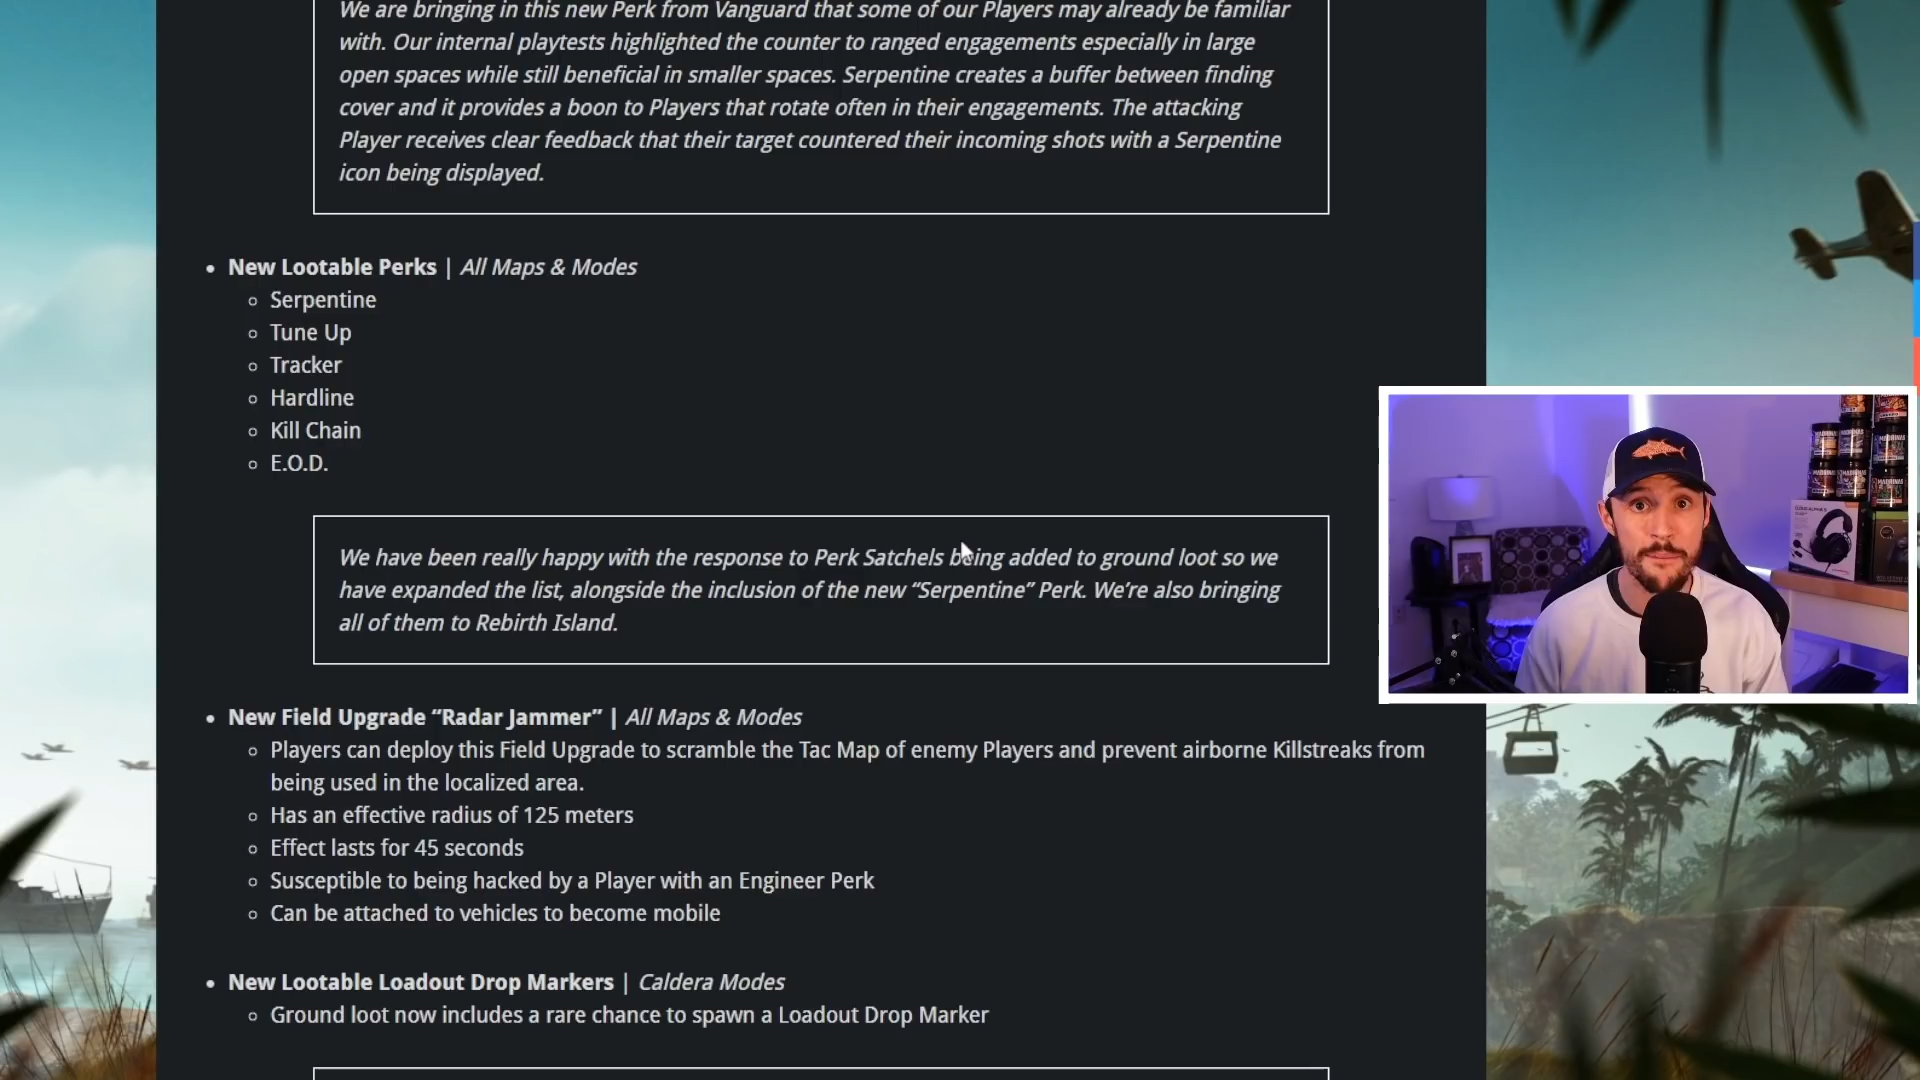 We are bringing in this new Perk from Vanguard that some of our Players may already be familiar
with. Our internal playtests highlighted the counter to ranged engagements especially in large
open spaces while still beneficial in smaller spaces. Serpentine creates a buffer between finding
cover and it provides a boon to Players that rotate often in their engagements. The attacking
Player receives clear feedback that their target countered their incoming shots with a Serpentine
icon being displayed.
New Lootable Perks | All Maps & Modes
Serpentine
Tune Up
Tracker
Hardline
Kill Chain
E.O.D.
We have been really happy with the response to Perk Satchels being added to ground loot so we
have expanded the list, alongside the inclusion of the new “Serpentine” Perk. We’re also bringing
all of them to Rebirth Island.
New Field Upgrade “Radar Jammer” | All Maps & Modes
Players can deploy this Field Upgrade to scramble the Tac Map of enemy Players and prevent airborne Killstreaks from
being used in the localized area.
Has an effective radius of 125 meters
Effect lasts for 45 seconds
Susceptible to being hacked by a Player with an Engineer Perk
Can be attached to vehicles to become mobile
New Lootable Loadout Drop Markers | Caldera Modes
Ground loot now includes a rare chance to spawn a Loadout Drop Marker